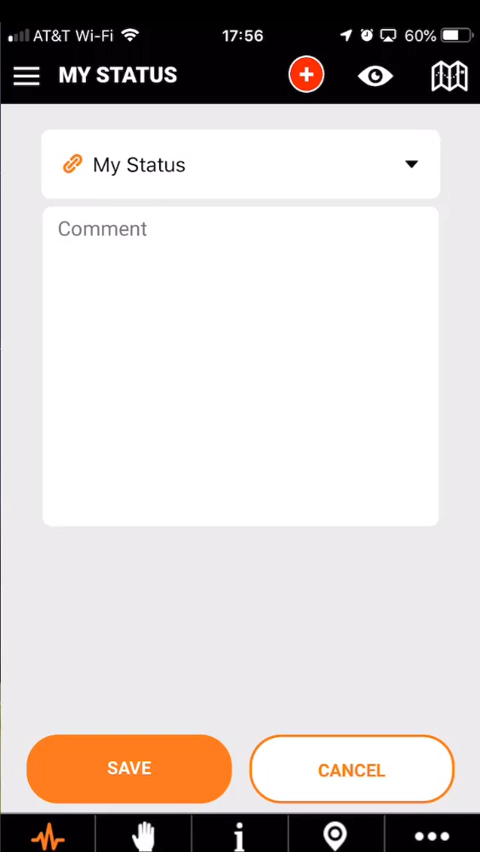 AT&T Wi-Fi 17:56 60%
MY STATUS
My Status
Comment
SAVE CANCEL